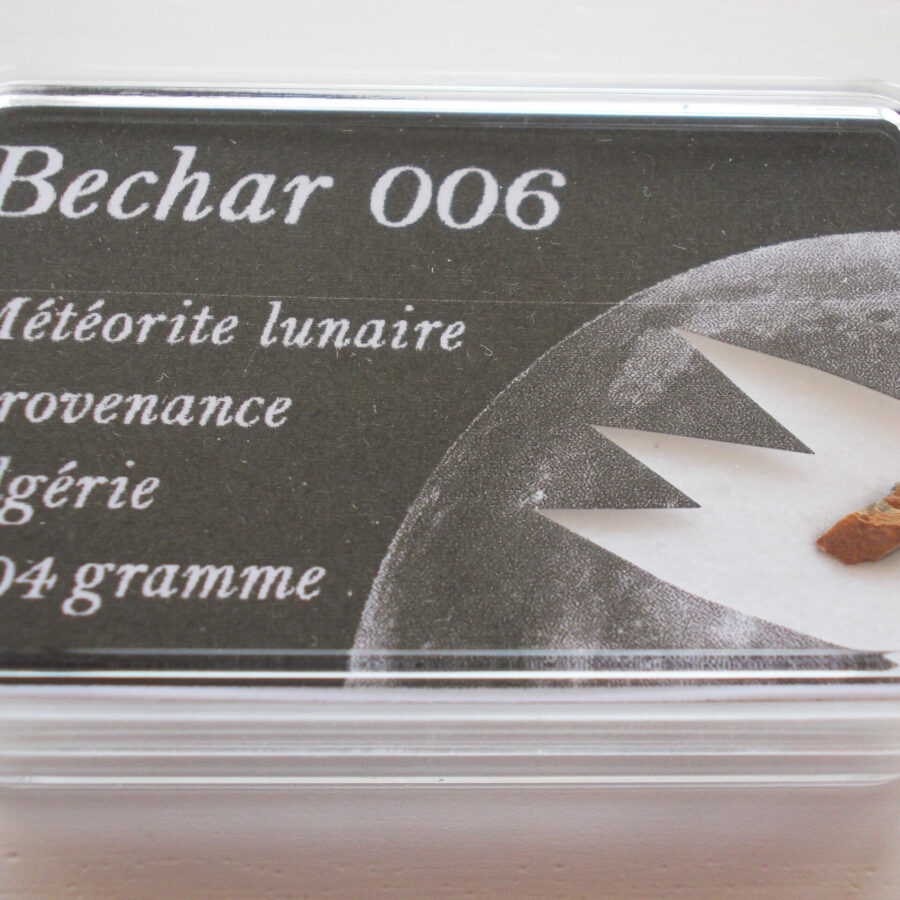 Bechar 006
Météorite lunaire
rovenance
lgérie
04 gramme